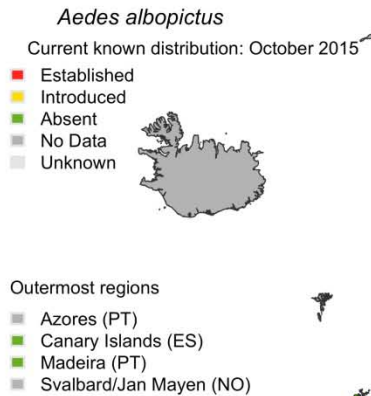 Aedes albopictus
Current known distribution: October 2015
Established
Introduced
Absent
No Data
Unknown
Outermost regions
Azores (PT)
Canary Islands (ES)
Madeira (PT)
Svalbard/Jan Mayen (NO)